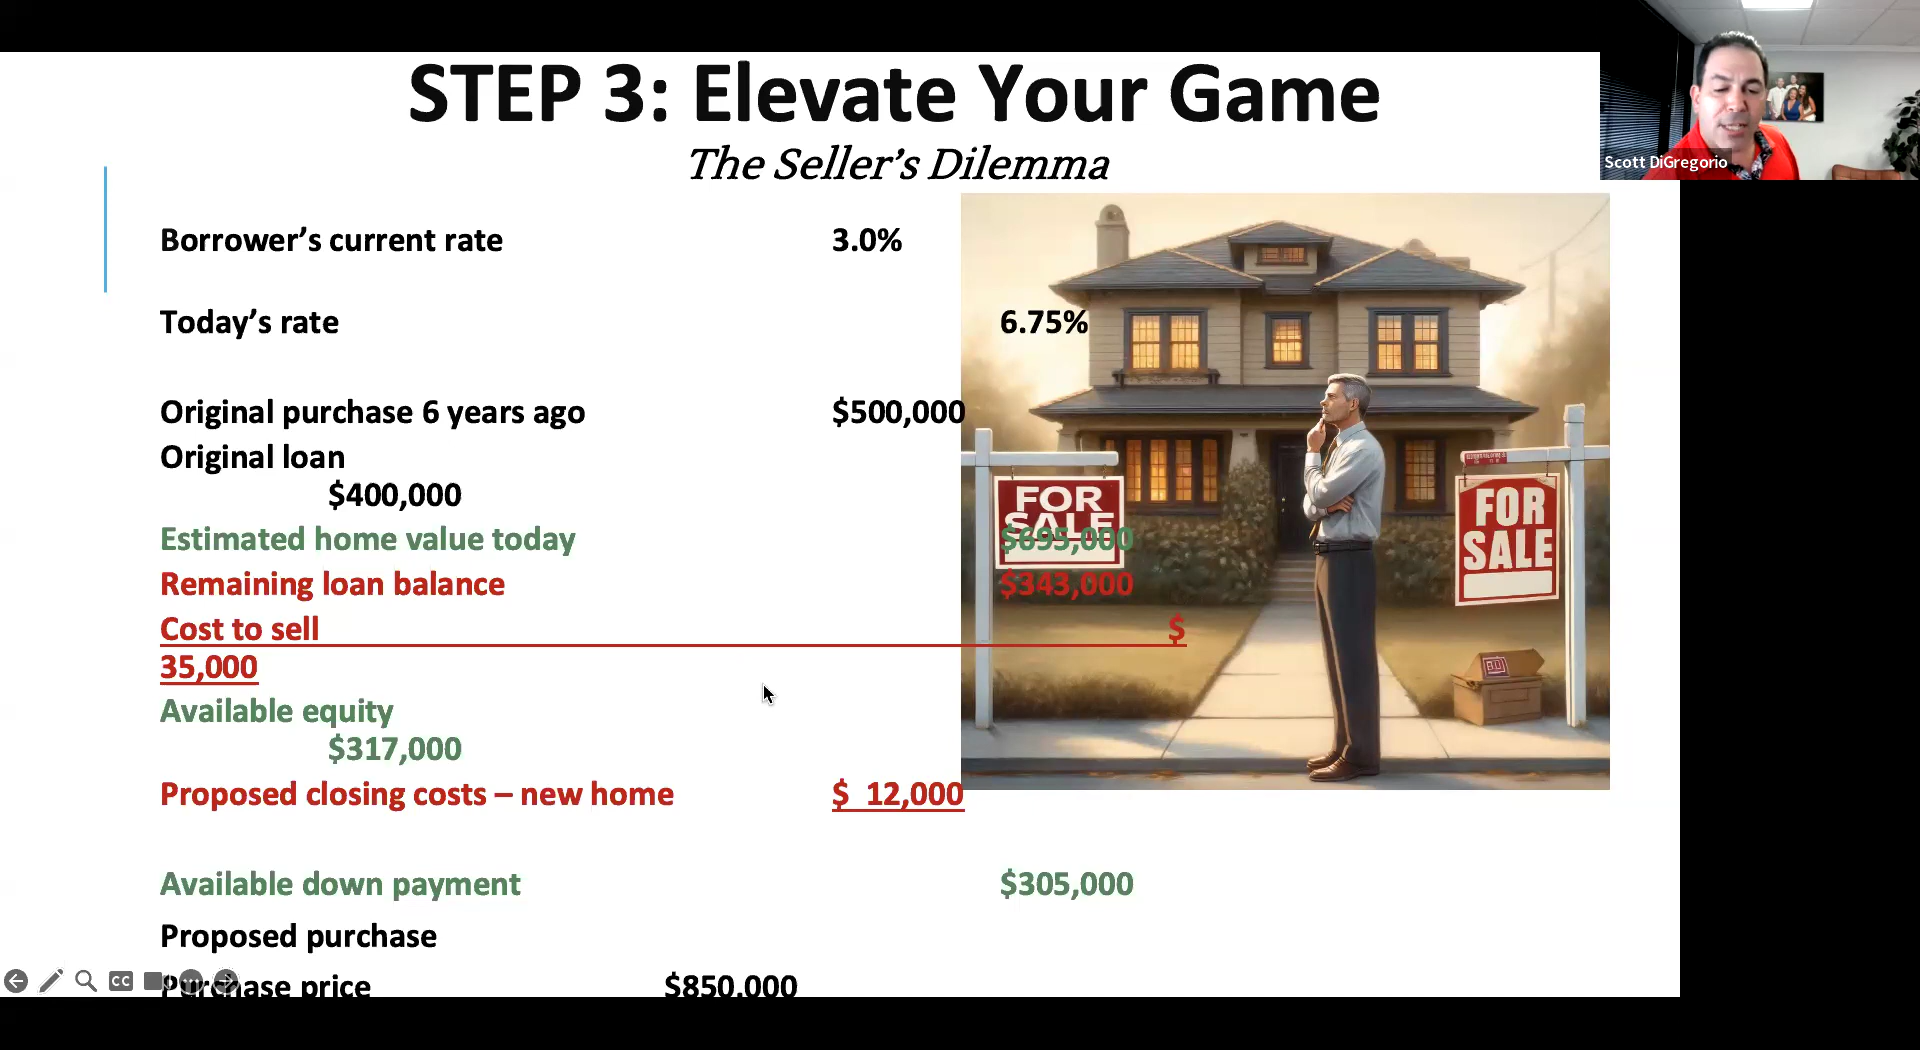 STEP 3: Elevate Your Game
The Seller's Dilemma
Scott DiGregorio
Borrower's current rate 3.0%
Today's rate 6.75%
Original purchase 6 years ago $500,000
Original loan
$400,000
FOR SALE
FOR SALE
Estimated home value today $695,000
Remaining loan balance $343,000
Cost to sell $
35,000
Available equity
$317,000
Proposed closing costs – new home $ 12,000
Available down payment $305,000
Proposed purchase
CC
Purchase price $850,000